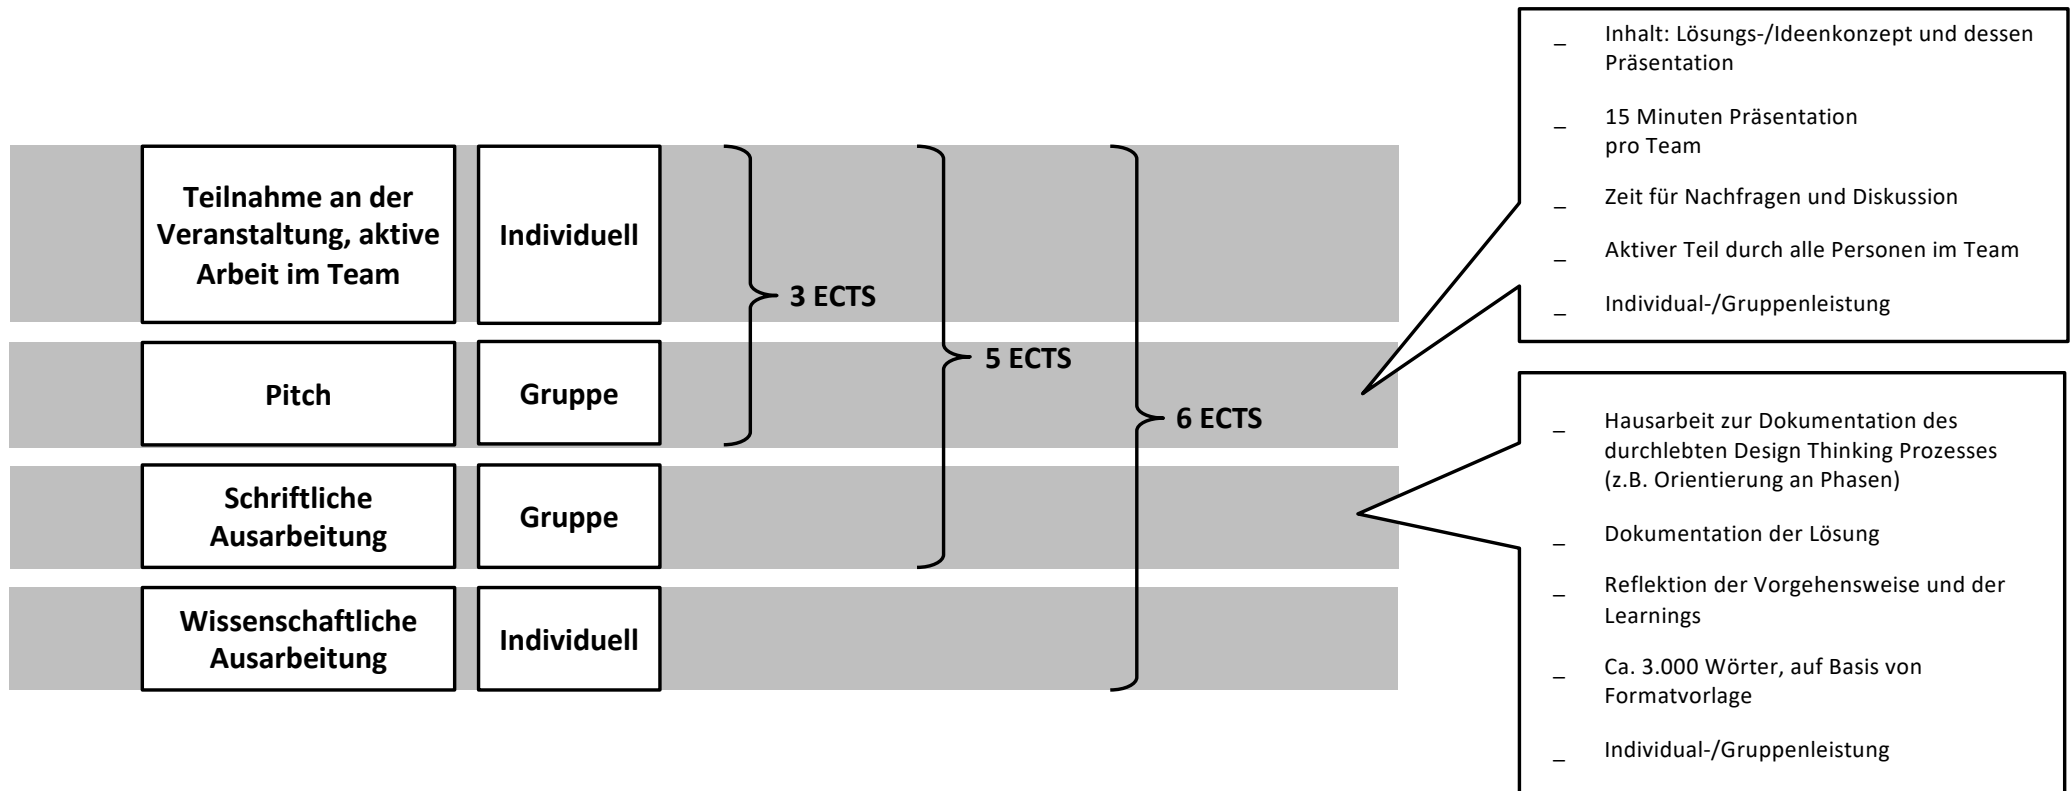 Teilnahme an der
Veranstaltung, aktive
Arbeit im Team
Individuell
3 ECTS
Pitch
Gruppe
5 ECTS
6 ECTS
Schriftliche
Ausarbeitung
Gruppe
Wissenschaftliche
Ausarbeitung
Individuell
_ Inhalt: Lösungs-/Ideenkonzept und dessen
Präsentation
_ 15 Minuten Präsentation
pro Team
_ Zeit für Nachfragen und Diskussion
_ Aktiver Teil durch alle Personen im Team
_ Individual-/Gruppenleistung
_ Hausarbeit zur Dokumentation des
durchlebten Design Thinking Prozesses
(z.B. Orientierung an Phasen)
_ Dokumentation der Lösung
_ Reflektion der Vorgehensweise und der
Learnings
_ Ca. 3.000 Wörter, auf Basis von
Formatvorlage
_ Individual-/Gruppenleistung